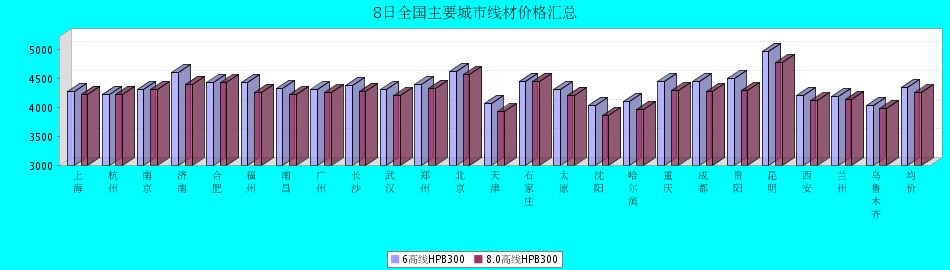 8日全国主要城市线材价格汇总
5000
4500
4000
3500
3000
上海 杭州 南京 济南 合肥 福州 南昌 广州 长沙 武汉 郑州 北京 天津 石家庄 太原 沈阳 哈尔滨 重庆 成都 贵阳 昆明 西安 兰州 乌鲁木齐 均价
6高线HPB300 8.0高线HPB300